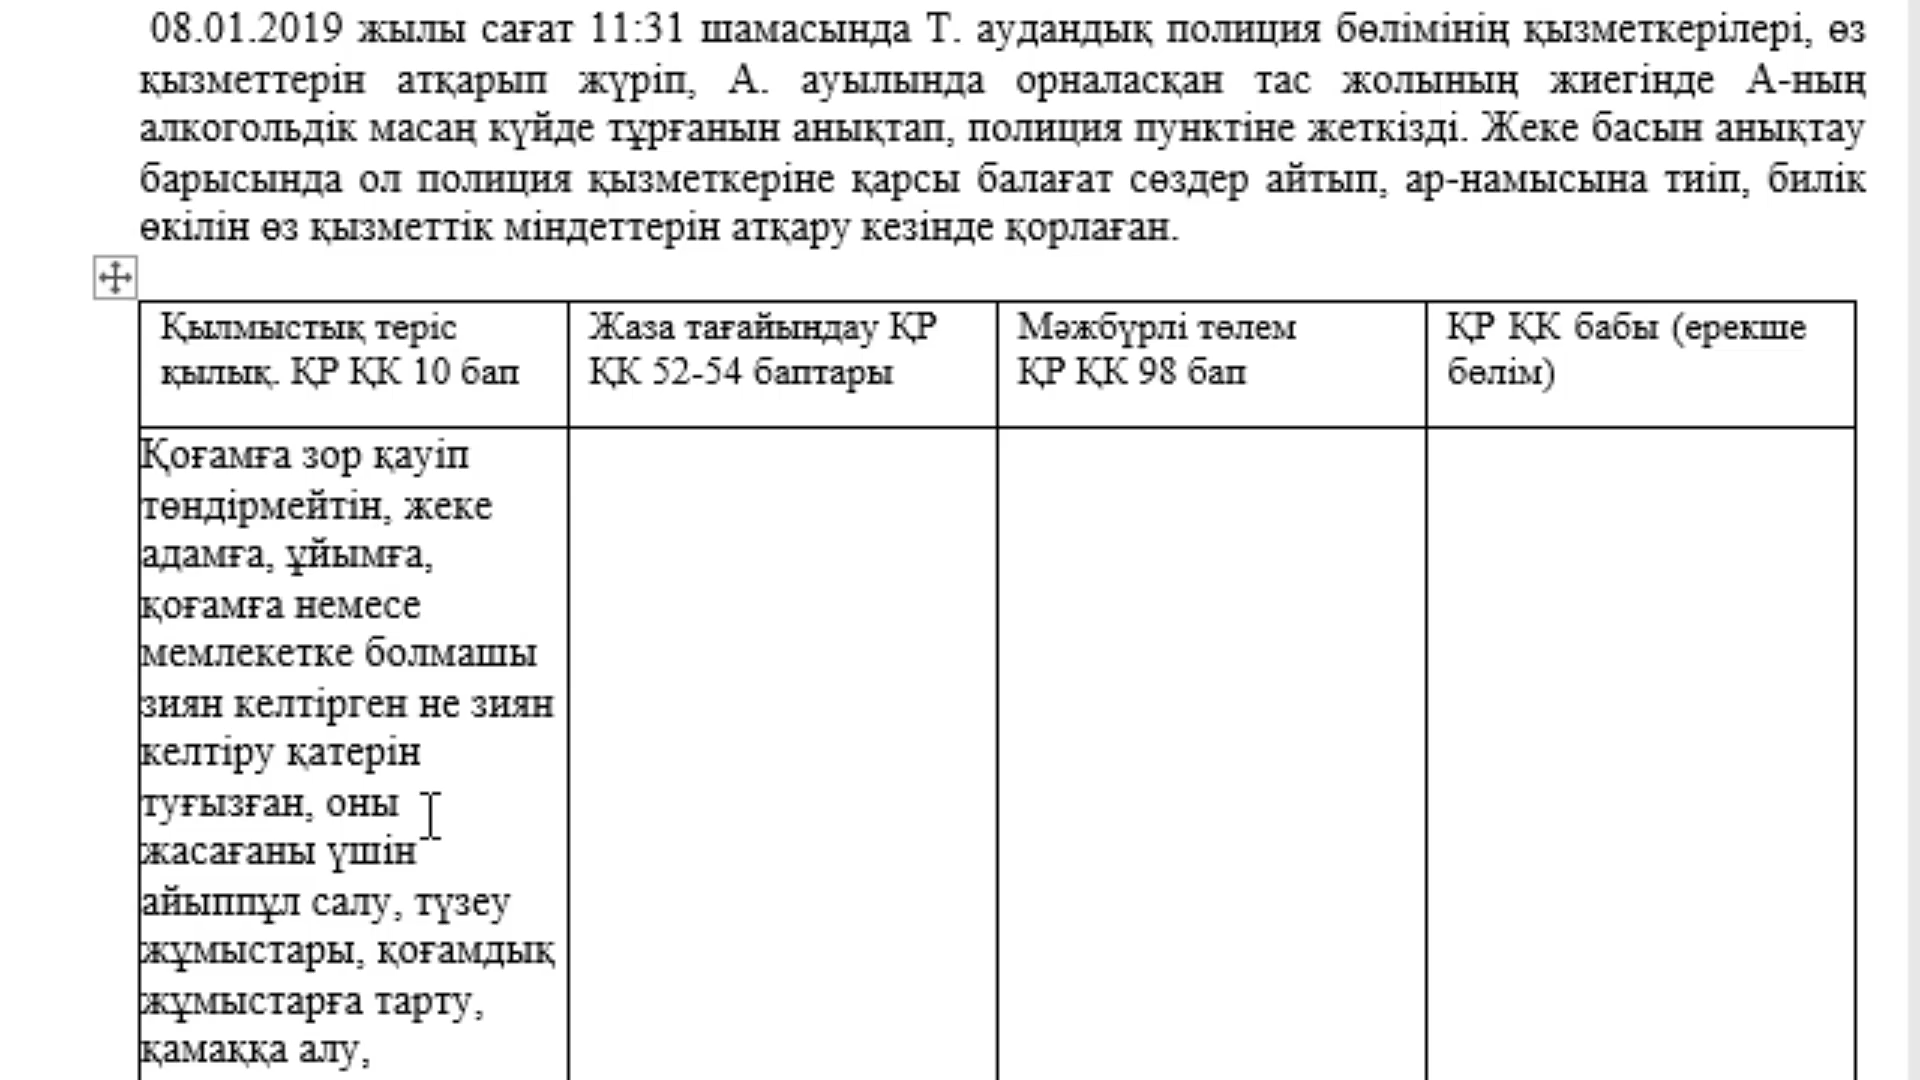 08.01.2019 жылы сағат 11:31 шамасында Т. аудандық полиция бөлімінің қызметкерілері, өз
қызметтерін атқарып жүріп, А. ауылында орналасқан тас жолының жиегінде А-ның
алкогольдік масаң күйде тұрғанын анықтап, полиция пунктіне жеткізді. Жеке басын анықтау
барысында ол полиция қызметкеріне қарсы балағат сөздер айтып, ар-намысына тиіп, билік
өкілін өз қызметтік міндеттерін атқару кезінде қорлаған.
Қылмыстық теріс
қылық. ҚР ҚК 10 бап
Жаза тағайындау ҚР
ҚК 52-54 баптары
Мәжбүрлі төлем
ҚР ҚК 98 бап
ҚР ҚК бабы (ерекше
бөлім)
Қоғамға зор қауіп
төндірмейтін, жеке
адамға, ұйымға,
қоғамға немесе
мемлекетке болмашы
зиян келтірген не зиян
келтіру қатерін
туғызған, оны
жасағаны үшін
айыппұл салу, түзеу
жұмыстары, қоғамдық
жұмыстарға тарту,
қамаққа алу,